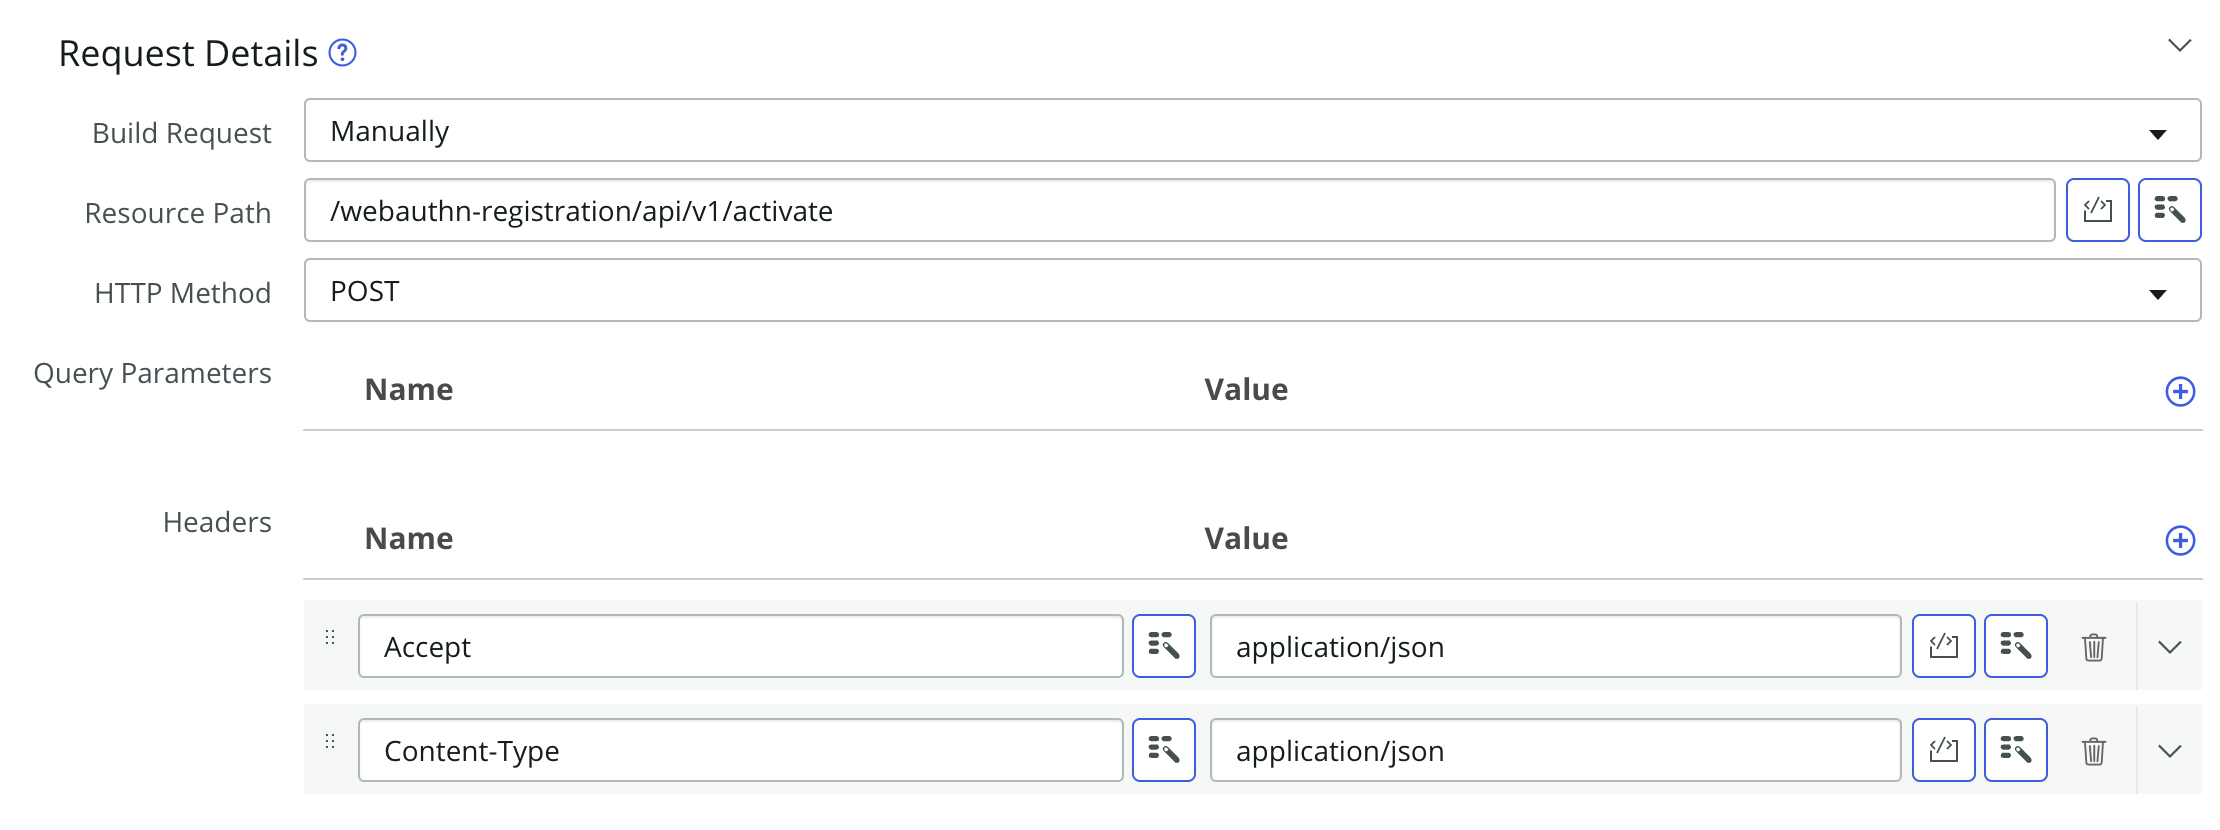 Request Details ?
Build Request Manually
Resource Path /webauthn-registration/api/v1/activate
HTTP Method POST
Query Parameters Name Value
Headers Name Value
Accept application/json
Content-Type application/json